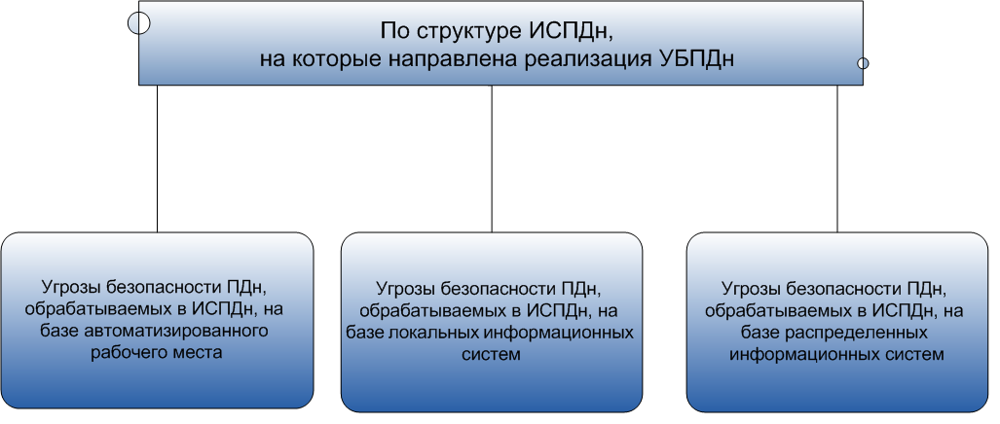 По структуре ИСПДн,
на которые направлена реализация УБПДн
Угрозы безопасности ПДн,
обрабатываемых в ИСПДн, на
базе автоматизированного
рабочего места
Угрозы безопасности ПДн,
обрабатываемых в ИСПДн, на
базе локальных информационных
систем
Угрозы безопасности ПДн,
обрабатываемых в ИСПДн, на
базе распределенных
информационных систем